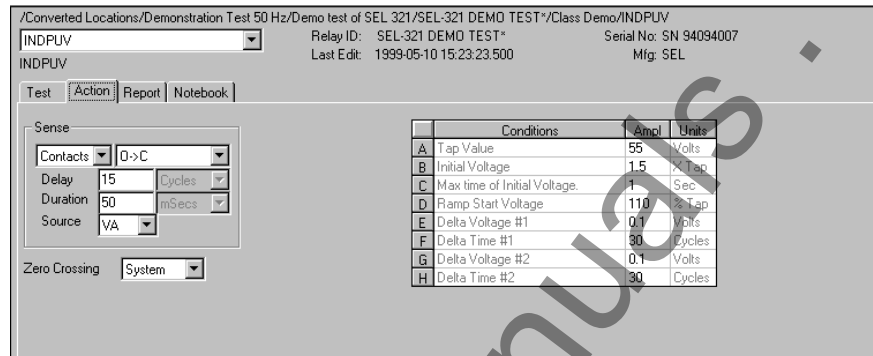 /Converted Locations/Demonstration Test 50 Hz/Demo test of SEL 321/SEL-321 DEMO TEST*/Class Demo/INDPUV
INDPUV Relay ID: SEL-321 DEMO TEST* Serial No: SN 94094007
Last Edit: 1999-05-10 15:23:23.500 Mfg: SEL
INDPUV
Test Action Report Notebook
Sense
Contacts O->C
Delay 15 Cycles
Duration 50 mSecs
Source VA
Zero Crossing System
Conditions Ampl Units
A Tap Value 55 Volts
B Initial Voltage 1.5 X Tap
C Max time of Initial Voltage. 1 Sec
D Ramp Start Voltage 110 % Tap
E Delta Voltage #1 0.1 Volts
F Delta Time #1 30 Cycles
G Delta Voltage #2 0.1 Volts
H Delta Time #2 30 Cycles
nuals .